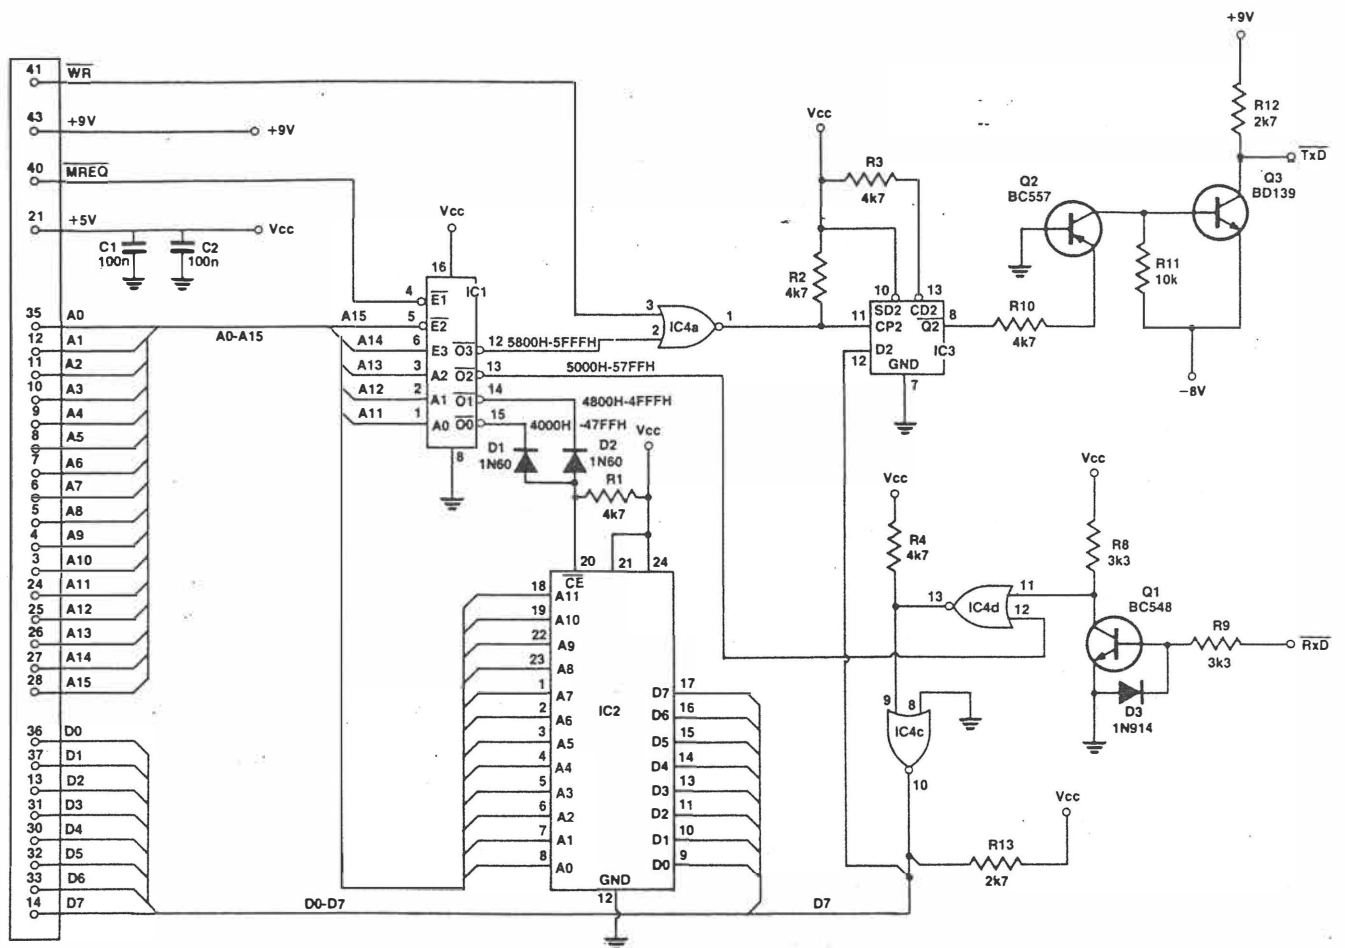 41 WR
43 +9V +9V
40 MREQ
21 +5V Vcc
C1 100n
C2 100n
35 A0
12 A1
11 A2
10 A3
9 A4
8 A5
7 A6
6 A7
5 A8
4 A9
3 A10
24 A11
25 A12
26 A13
27 A14
28 A15
36 D0
37 D1
13 D2
31 D3
30 D4
32 D5
33 D6
14 D7
A0-A15
D0-D7
D7
Vcc
16
IC1
4 E1
A15 5 E2
A14 6 E3
A13 3 A2
A12 2 A1
A11 1 A0
O3 12 5800H-5FFFH
O2 13 5000H-57FFH
O1 14 4800H-4FFFH
O0 15 4000H -47FFH
8
D1
1N60
D2
1N60
Vcc
R1
4k7
20 21 24
CE
18 A11
19 A10
22 A9
23 A8
1 A7
2 A6
3 A5
4 A4
5 A3
6 A2
7 A1
8 A0
IC2
D7 17
D6 16
D5 15
D4 14
D3 13
D2 11
D1 10
D0 9
GND
12
3
2
IC4a
1
Vcc
R3
4k7
R2
4k7
10 13
SD2 CD2
11 CP2
Q2 8
D2
12
IC3
GND
7
R10
4k7
Q2
BC557
R11
10k
-8V
+9V
R12
2k7
TxD
Q3
BD139
Vcc
R4
4k7
13
IC4d
11
12
Vcc
R8
3k3
Q1
BC548
R9
3k3
RxD
D3
1N914
9 8
IC4c
10
Vcc
R13
2k7